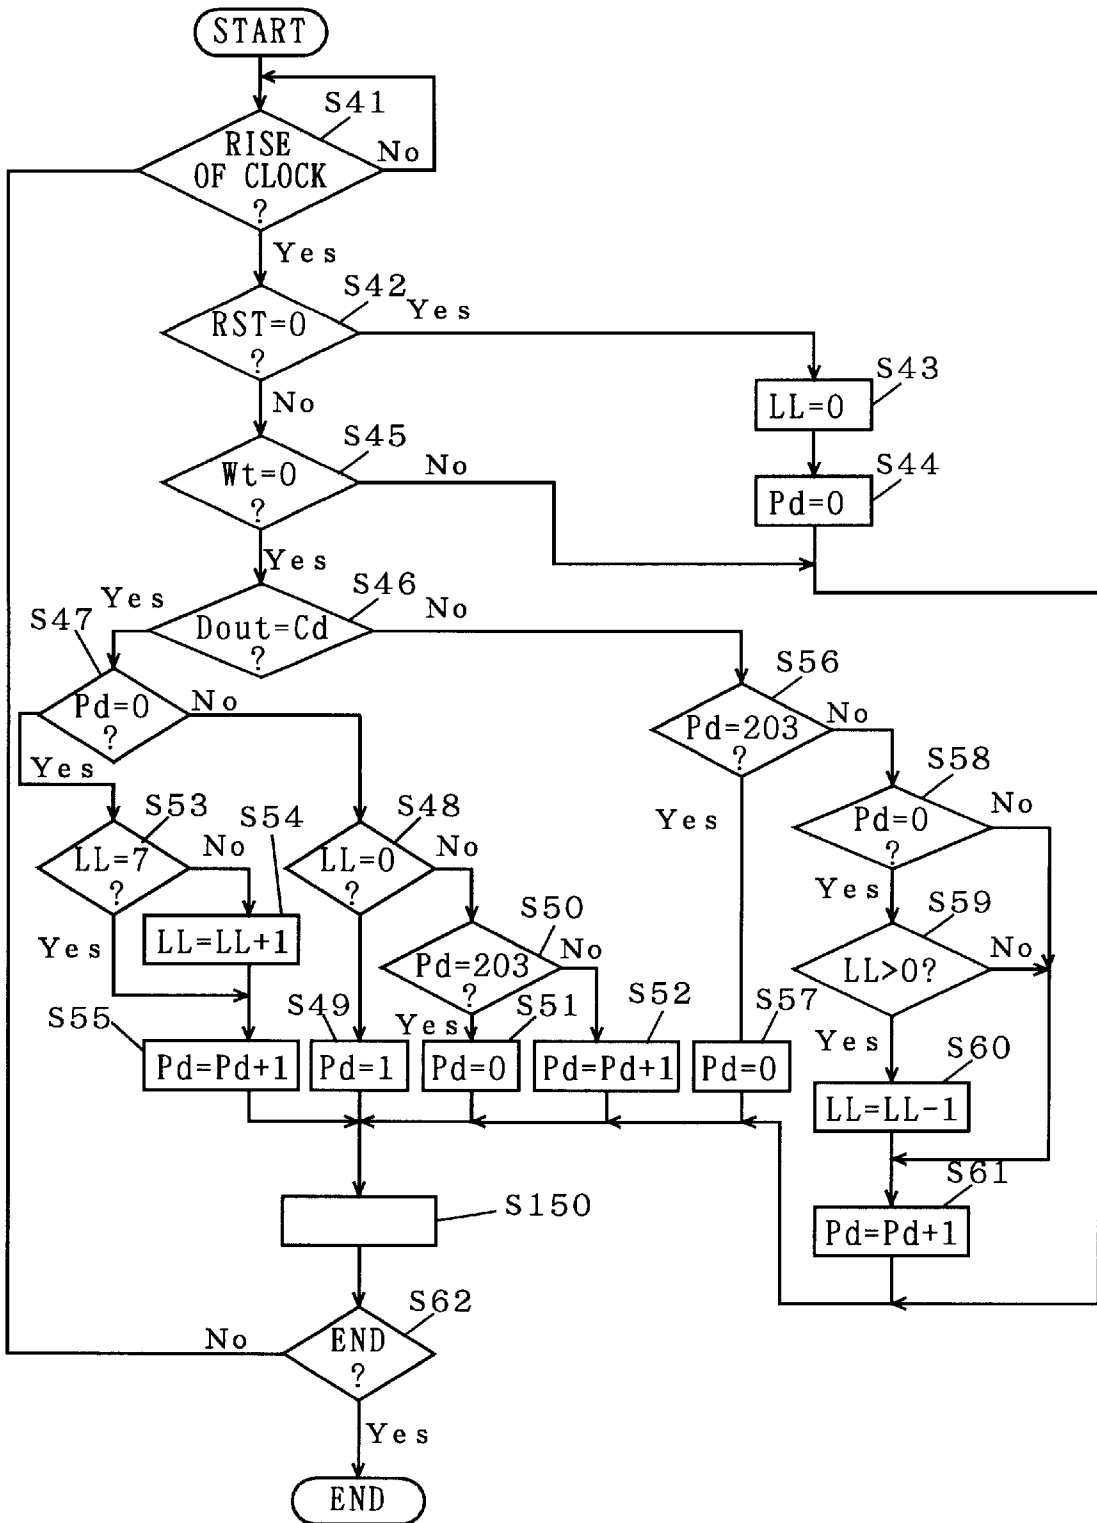 START
S41
RISE
OF CLOCK
?
No
Yes
S42
RST=0
?
Yes
No
S43
LL=0
S44
Pd=0
S45
Wt=0
?
No
Yes
S46
Dout=Cd
?
Yes
No
S47
Pd=0
?
No
Yes
S56
Pd=203
?
No
Yes
S58
Pd=0
?
No
Yes
S53
LL=7
?
No
Yes
S54
LL=LL+1
S48
LL=0
?
No
S50
Pd=203
?
No
Yes
S59
LL>0?
No
Yes
S55
Pd=Pd+1
S49
Pd=1
S51
Pd=0
S52
Pd=Pd+1
S57
Pd=0
S60
LL=LL-1
S61
Pd=Pd+1
S150
S62
END
?
No
Yes
END